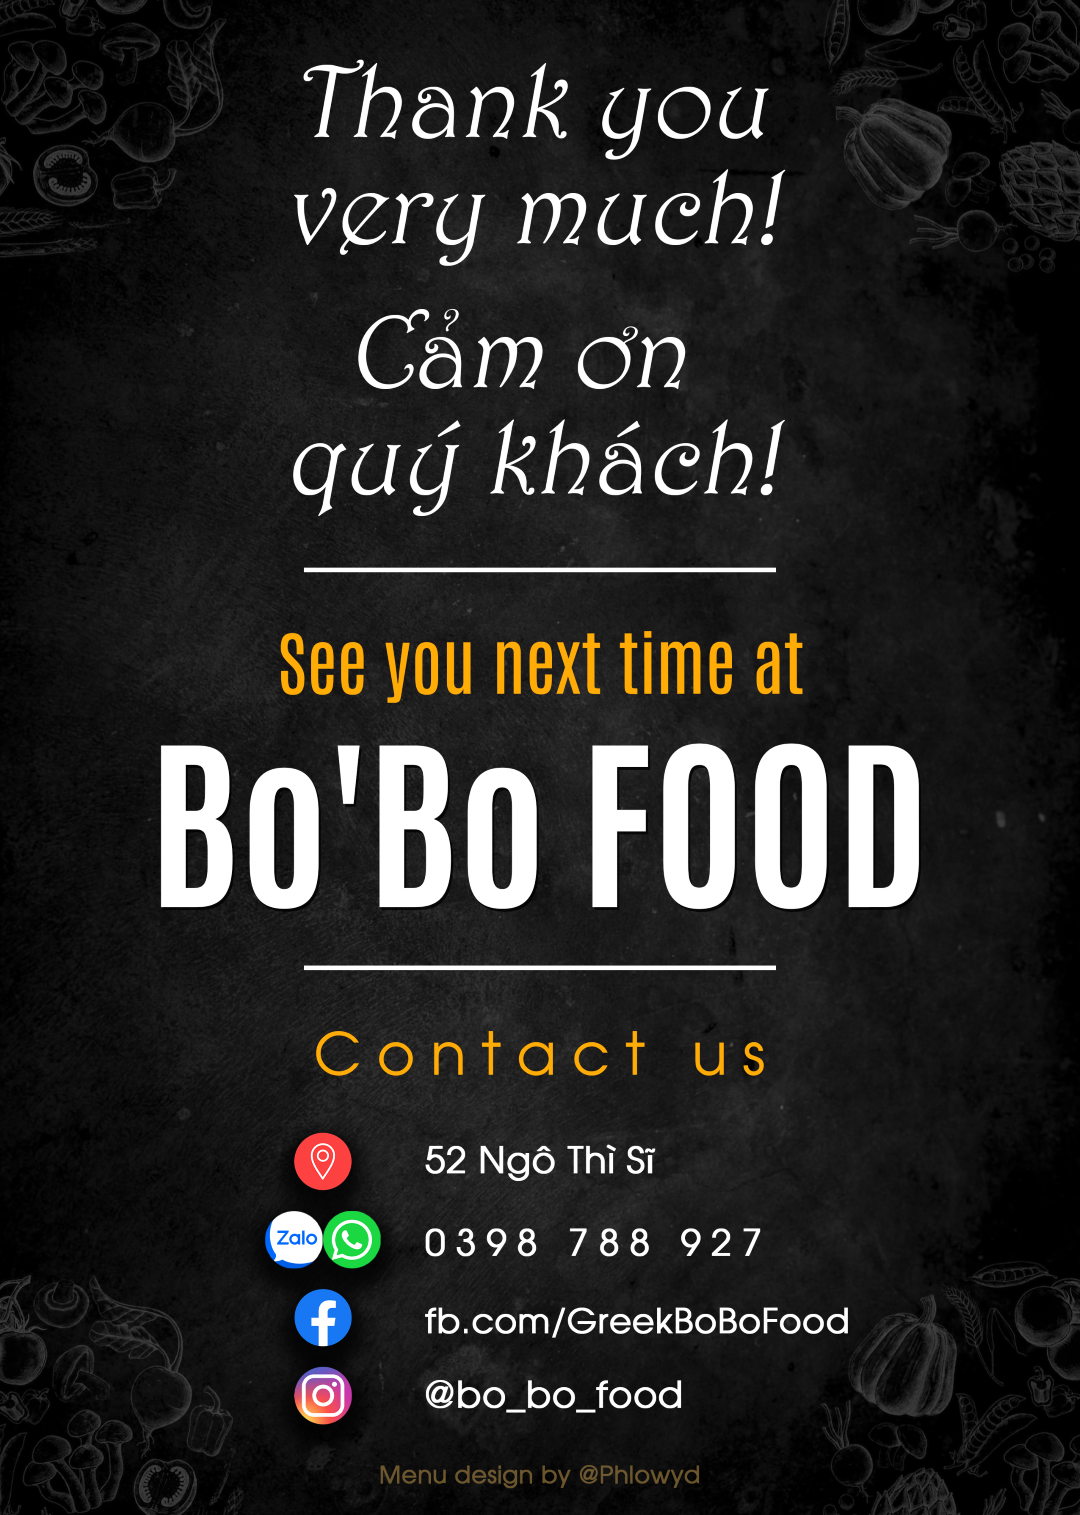 Thank you
very much!
Cảm ơn
quý khách!
See you next time at
Bo'Bo FOOD
Contact us
52 Ngô Thì Sĩ
Zalo
0398 788 927
fb.com/GreekBoBoFood
@bo_bo_food
Menu design by @Phlowyd